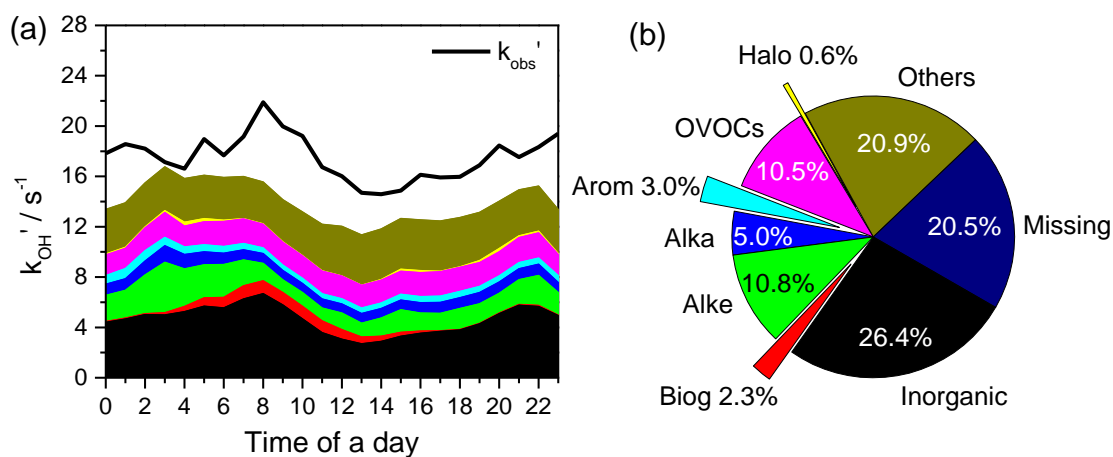 (a)
k_obs'
k_OH' / s⁻¹
28
24
20
16
12
8
4
0
0 2 4 6 8 10 12 14 16 18 20 22
Time of a day
(b)
Halo 0.6%
Others
20.9%
OVOCs
10.5%
Arom 3.0%
Missing
20.5%
Alka
5.0%
Alke
10.8%
26.4%
Biog 2.3%
Inorganic